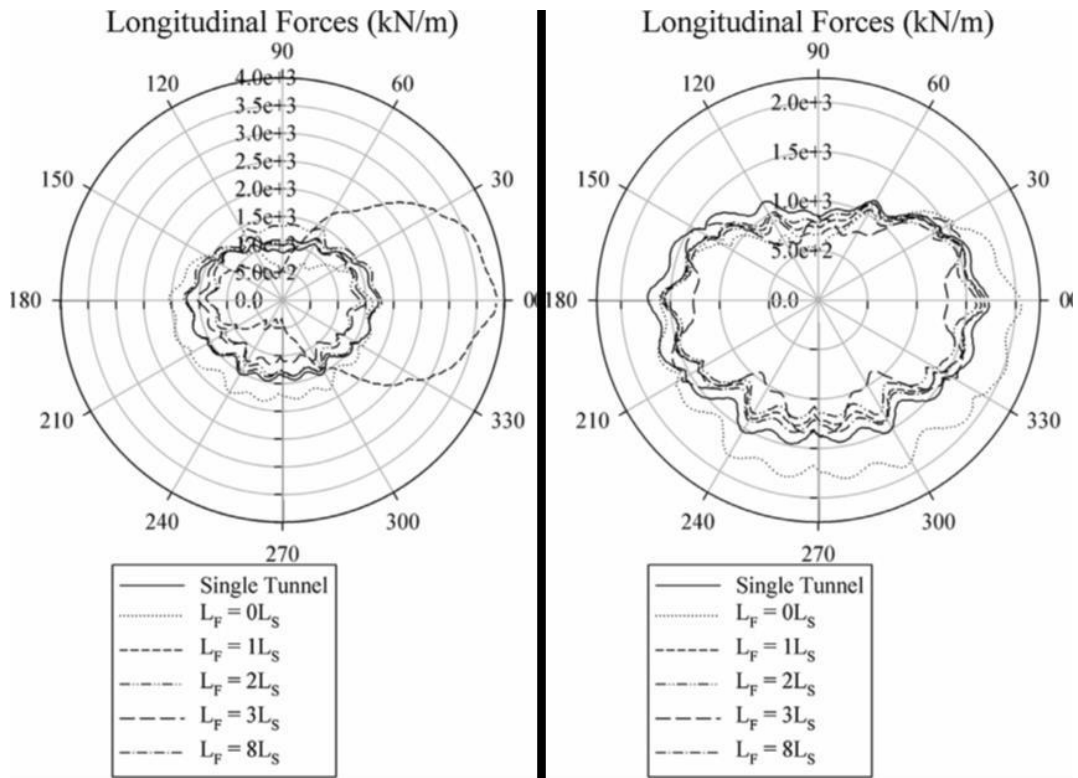 Longitudinal Forces (kN/m)
90
120
60
4.0e+3
3.5e+3
3.0e+3
2.5e+3
2.0e+3
1.5e+3
1.0e+3
5.0e+2
0.0
150
30
180
0
210
330
240
300
270
Single Tunnel
L_F = 0L_S
L_F = 1L_S
L_F = 2L_S
L_F = 3L_S
L_F = 8L_S
Longitudinal Forces (kN/m)
90
120
60
2.0e+3
1.5e+3
1.0e+3
5.0e+2
0.0
150
30
180
0
210
330
240
300
270
Single Tunnel
L_F = 0L_S
L_F = 1L_S
L_F = 2L_S
L_F = 3L_S
L_F = 8L_S